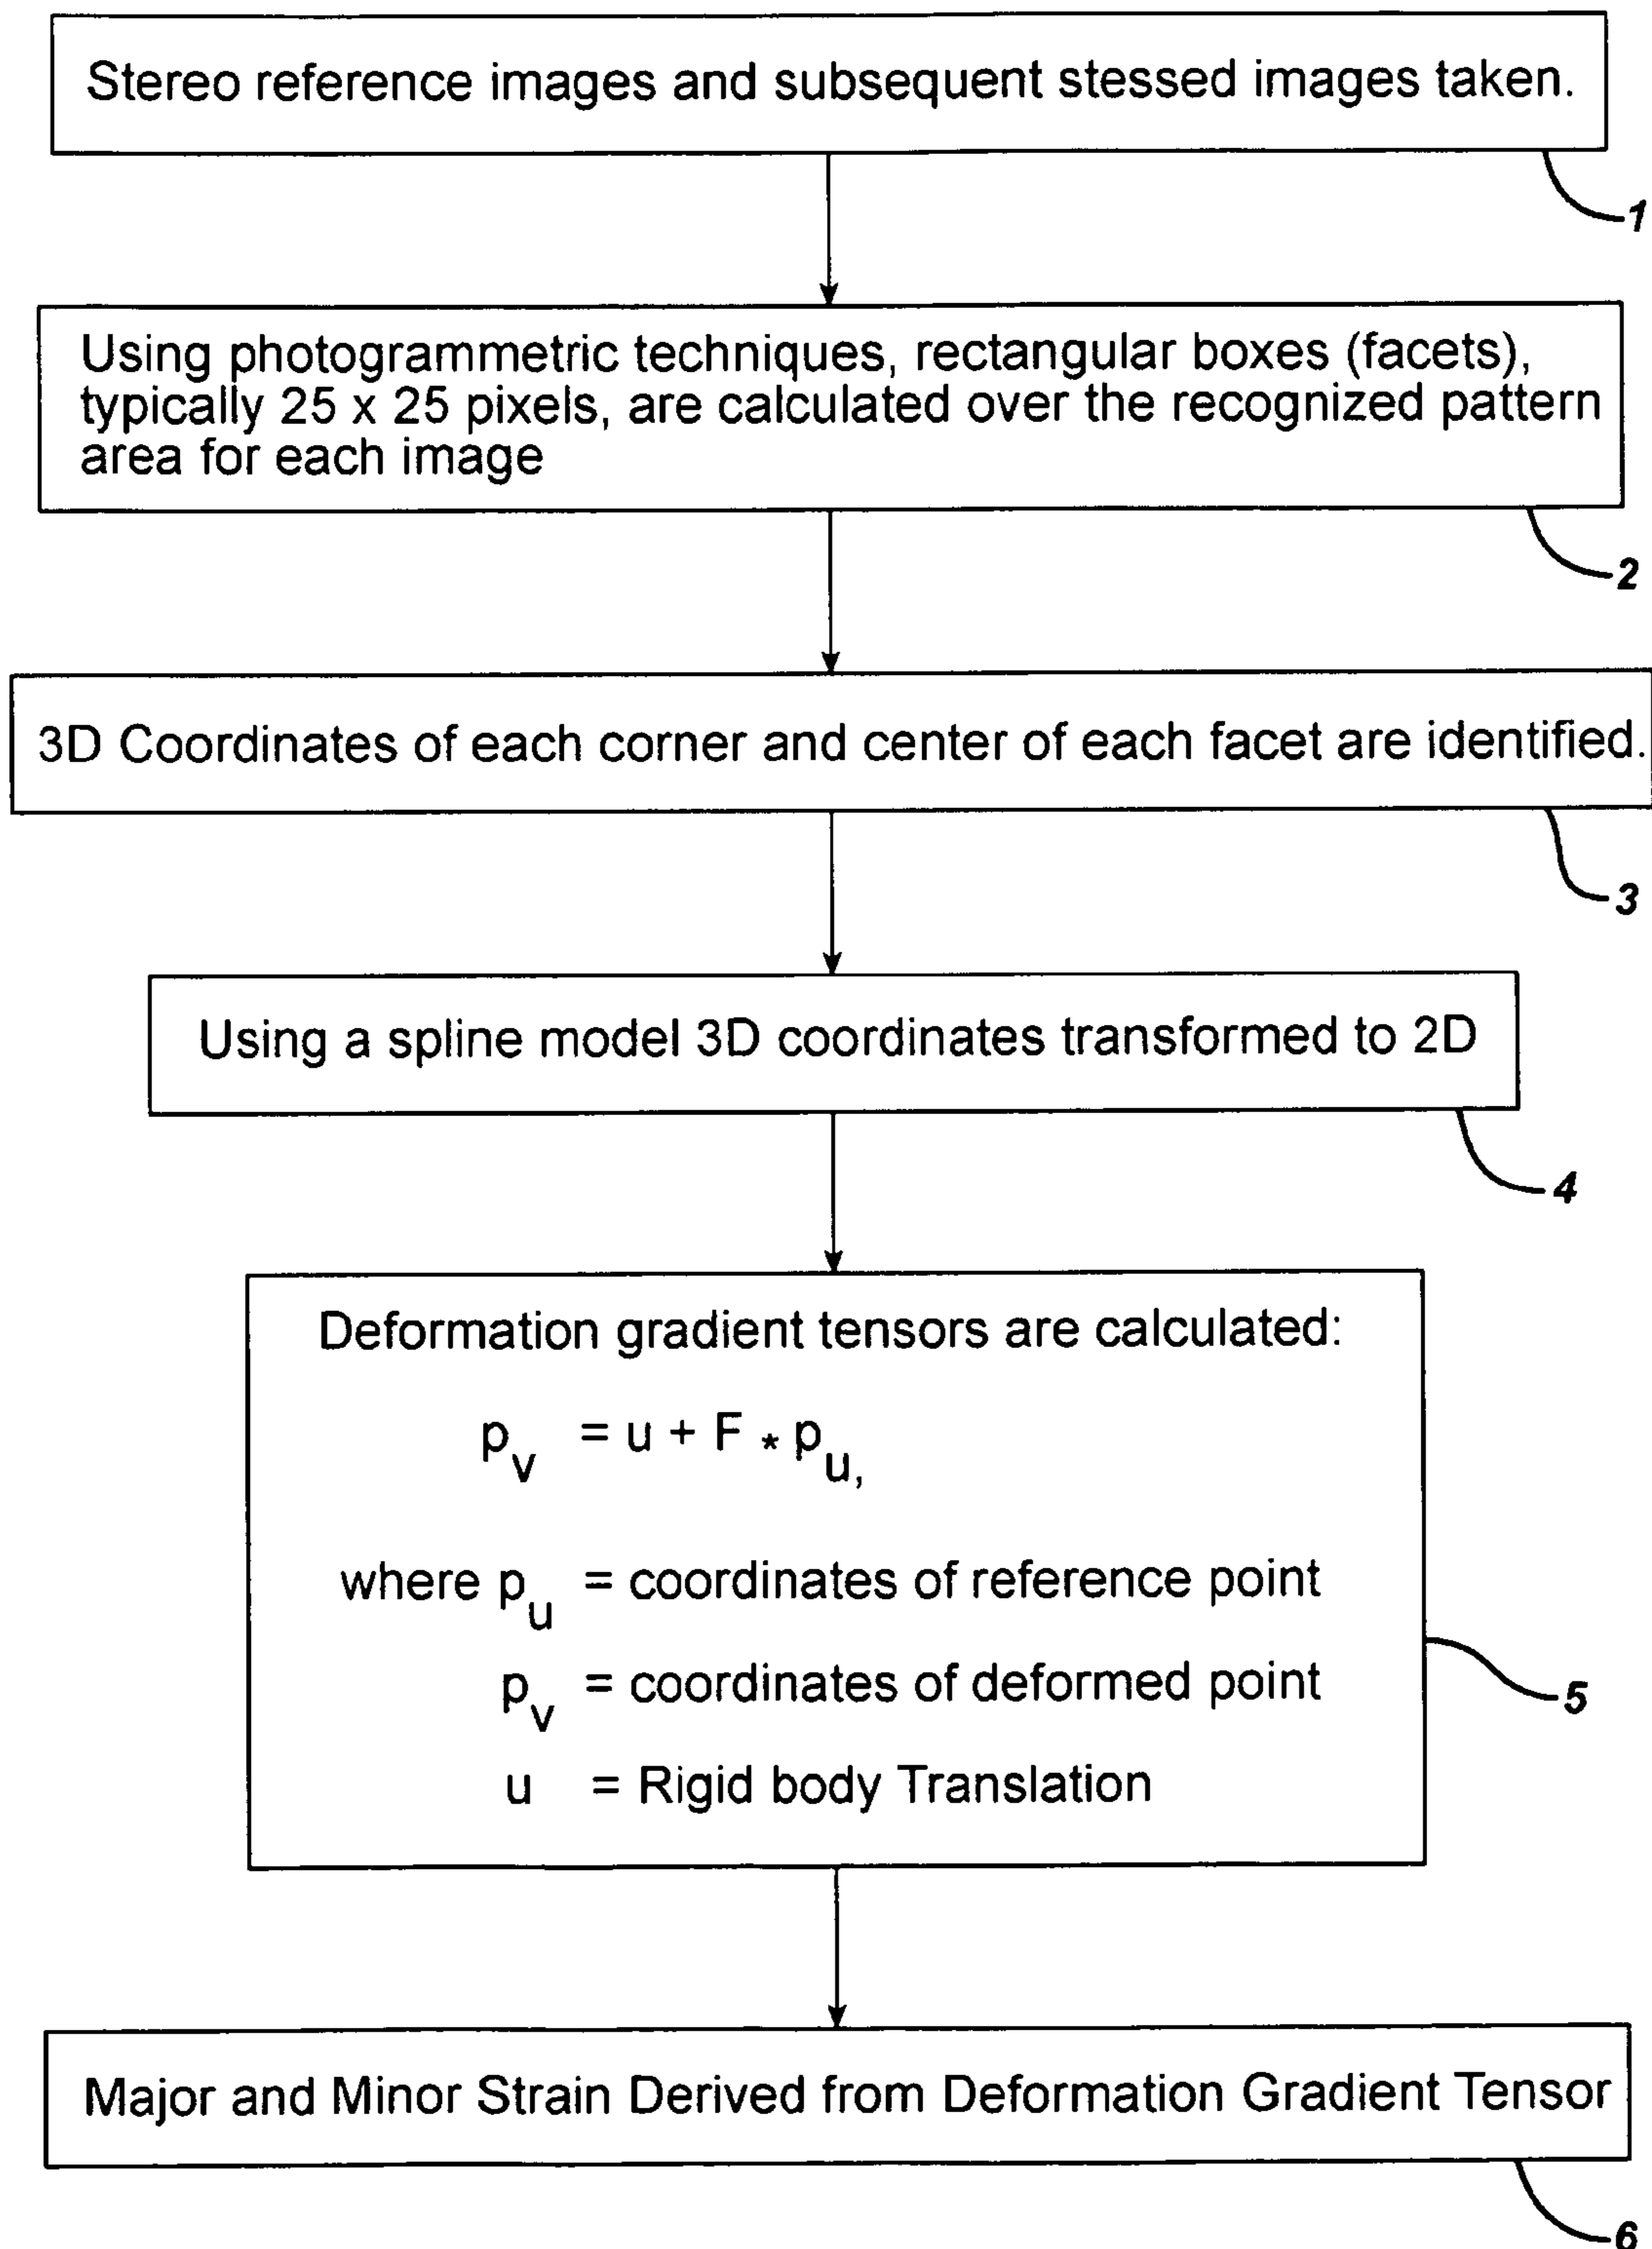 Stereo reference images and subsequent stessed images taken.
1
Using photogrammetric techniques, rectangular boxes (facets),
typically 25 x 25 pixels, are calculated over the recognized pattern
area for each image
2
3D Coordinates of each corner and center of each facet are identified.
3
Using a spline model 3D coordinates transformed to 2D
4
Deformation gradient tensors are calculated:
p_v = u + F * p_u,
where p_u = coordinates of reference point
p_v = coordinates of deformed point
u = Rigid body Translation
5
Major and Minor Strain Derived from Deformation Gradient Tensor
6